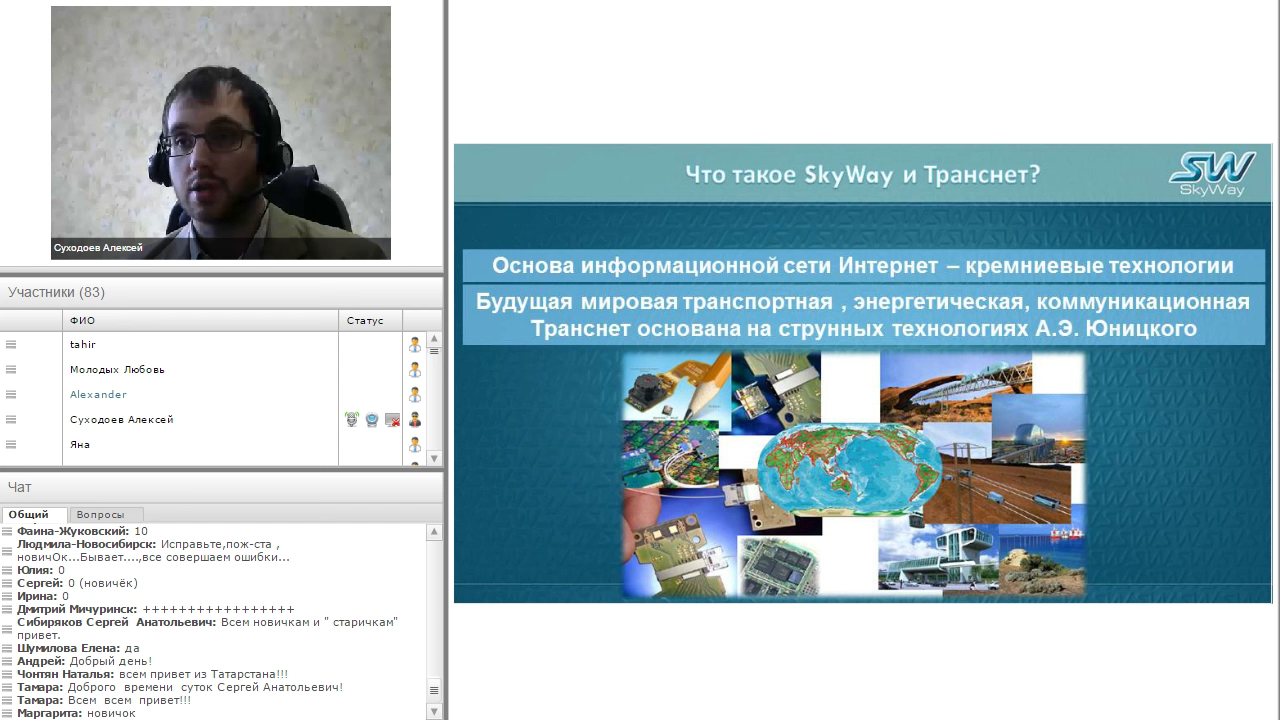 Суходоев Алексей
Участники (83)
ФИО
Статус
tahir
Молодых Любовь
Alexander
Суходоев Алексей
Яна
Чат
Общий
Вопросы
Фаина-Жуковский: 10
Людмила-Новосибирск: Исправьте,пож-ста ,
новичОк...Бывает....,все совершаем ошибки...
Юлия: 0
Сергей: 0 (новичёк)
Ирина: 0
Дмитрий Мичуринск: +++++++++++++++++
Сибиряков Сергей Анатольевич: Всем новичкам и " старичкам"
привет.
Шумилова Елена: да
Андрей: Добрый день!
Чонтян Наталья: всем привет из Татарстана!!!
Тамара: Доброго времени суток Сергей Анатольевич!
Тамара: Всем всем привет!!!
Маргарита: новичок
Что такое SkyWay и Транснет?
SW
SkyWay
Основа информационной сети Интернет – кремниевые технологии
Будущая мировая транспортная , энергетическая, коммуникационная
Транснет основана на струнных технологиях А.Э. Юницкого